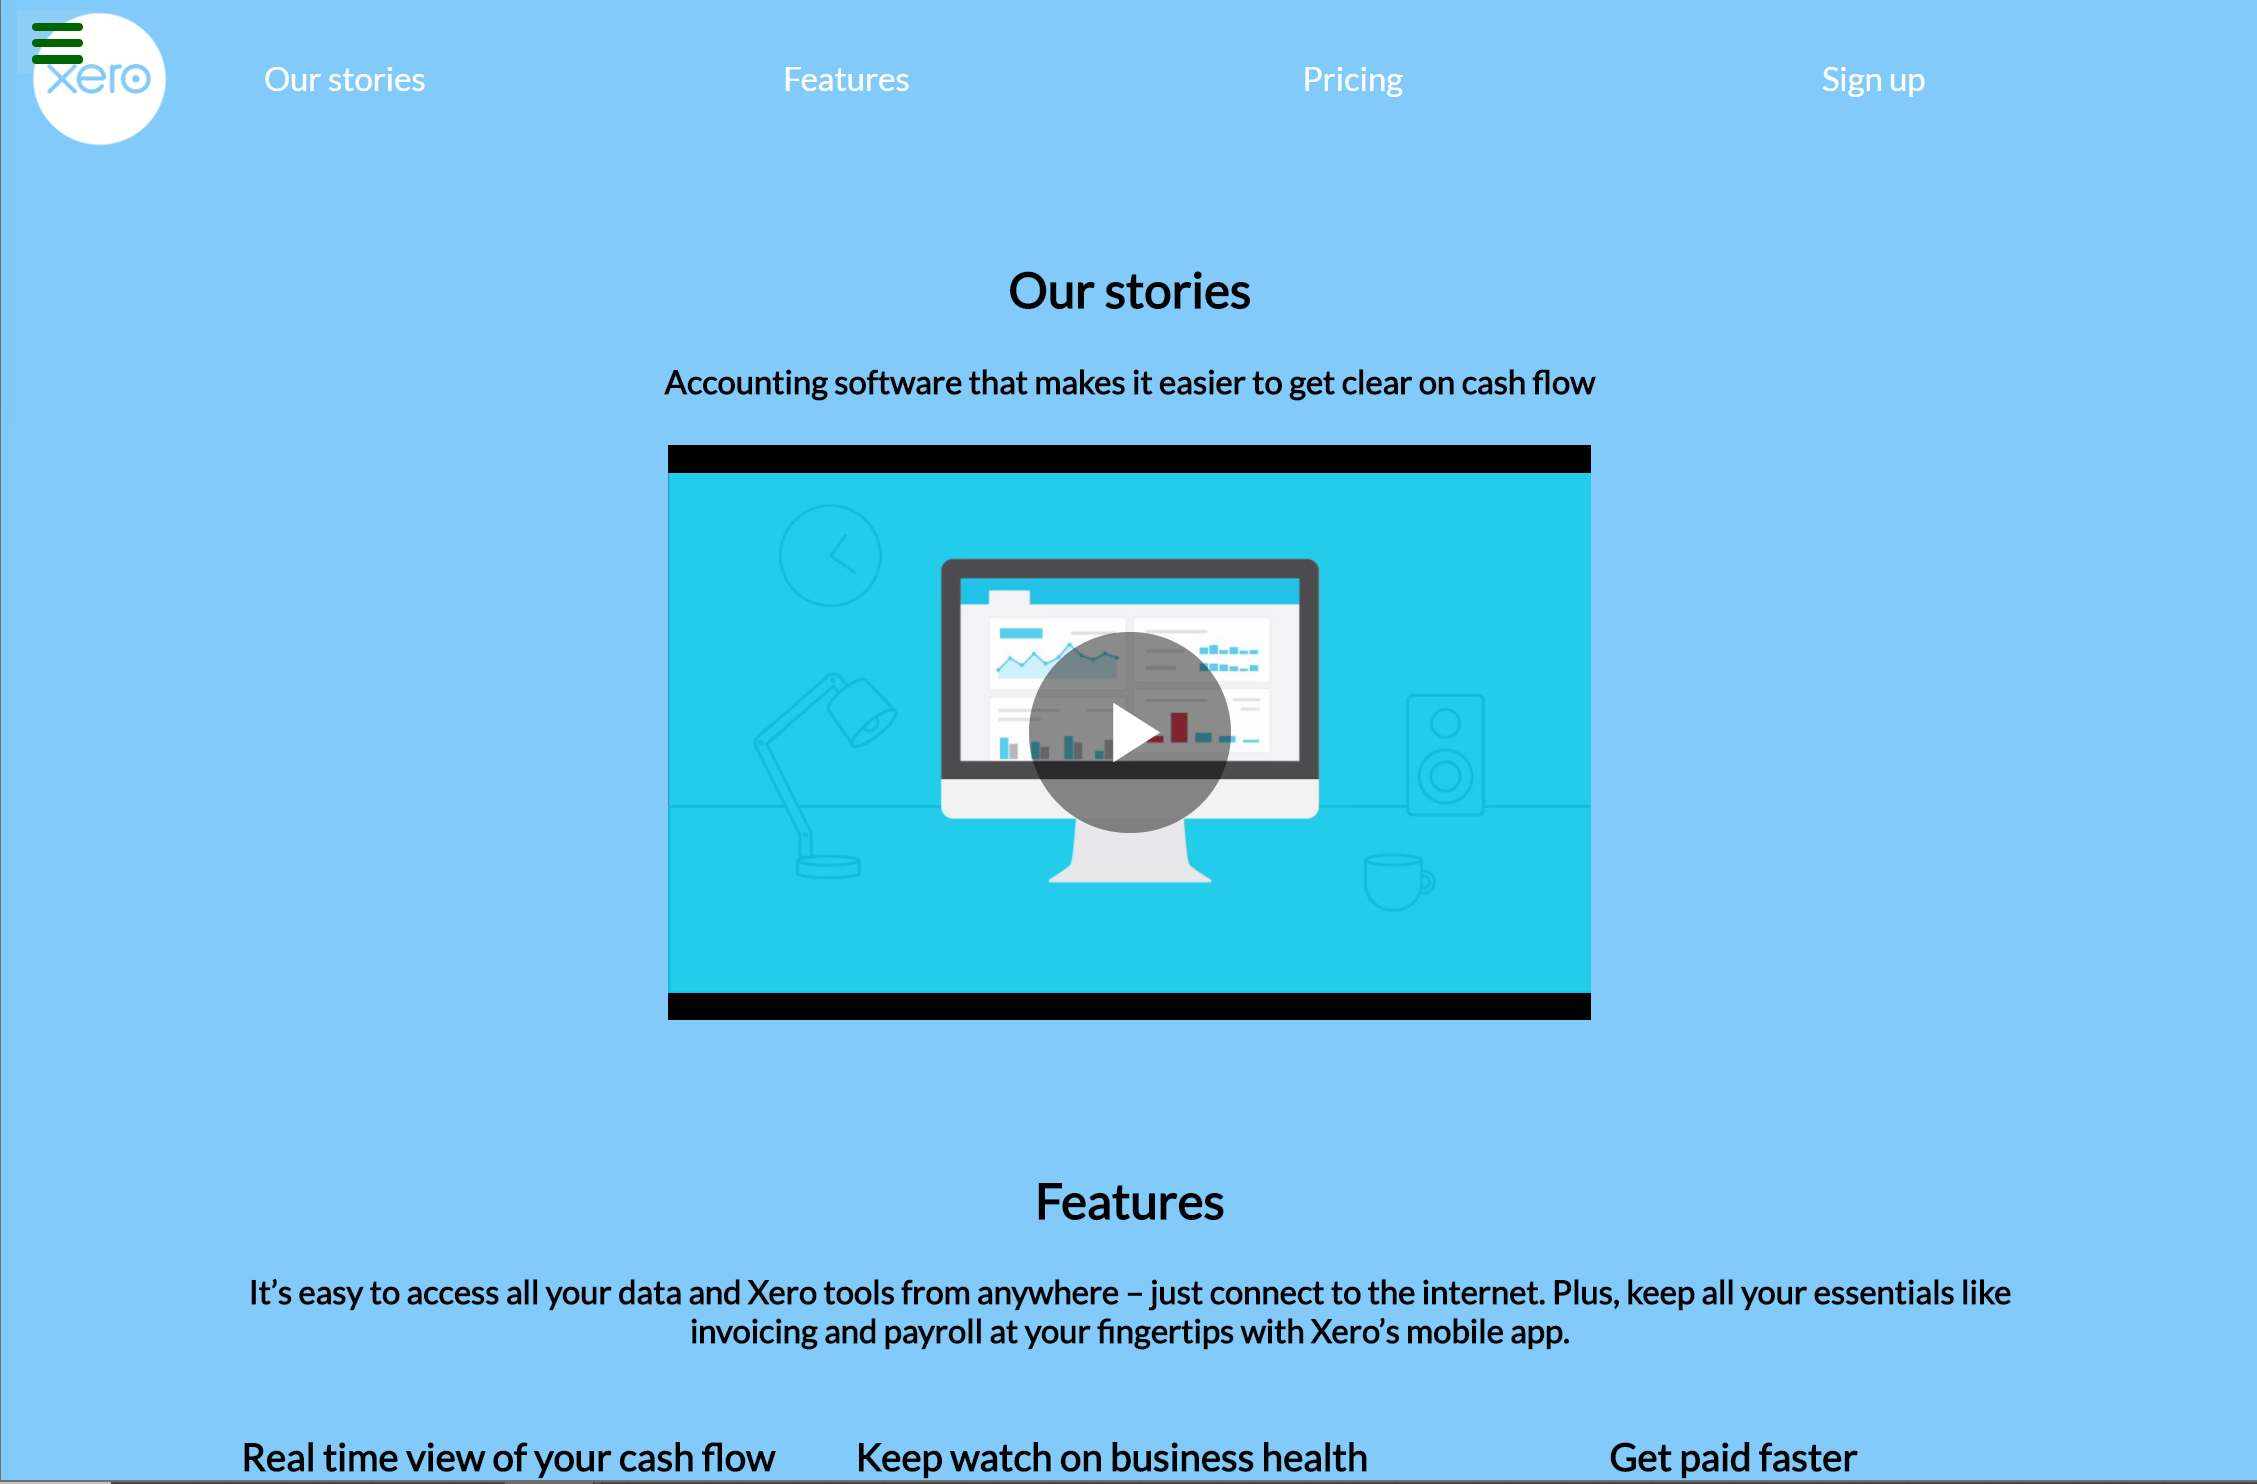 xero
Our stories
Features
Pricing
Sign up
Our stories
Accounting software that makes it easier to get clear on cash flow
Features
It’s easy to access all your data and Xero tools from anywhere – just connect to the internet. Plus, keep all your essentials like
invoicing and payroll at your fingertips with Xero’s mobile app.
Real time view of your cash flow
Keep watch on business health
Get paid faster